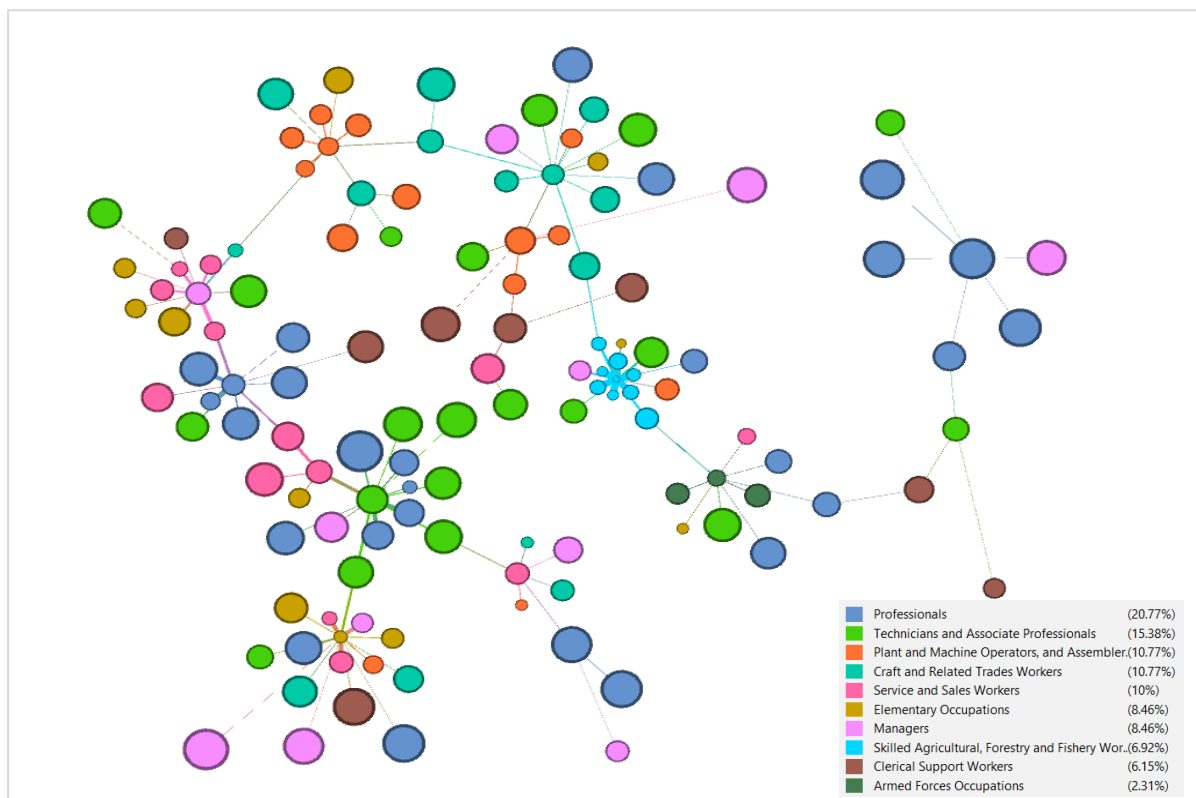 Professionals (20.77%)
Technicians and Associate Professionals (15.38%)
Plant and Machine Operators, and Assembler.(10.77%)
Craft and Related Trades Workers (10.77%)
Service and Sales Workers (10%)
Elementary Occupations (8.46%)
Managers (8.46%)
Skilled Agricultural, Forestry and Fishery Wor..(6.92%)
Clerical Support Workers (6.15%)
Armed Forces Occupations (2.31%)